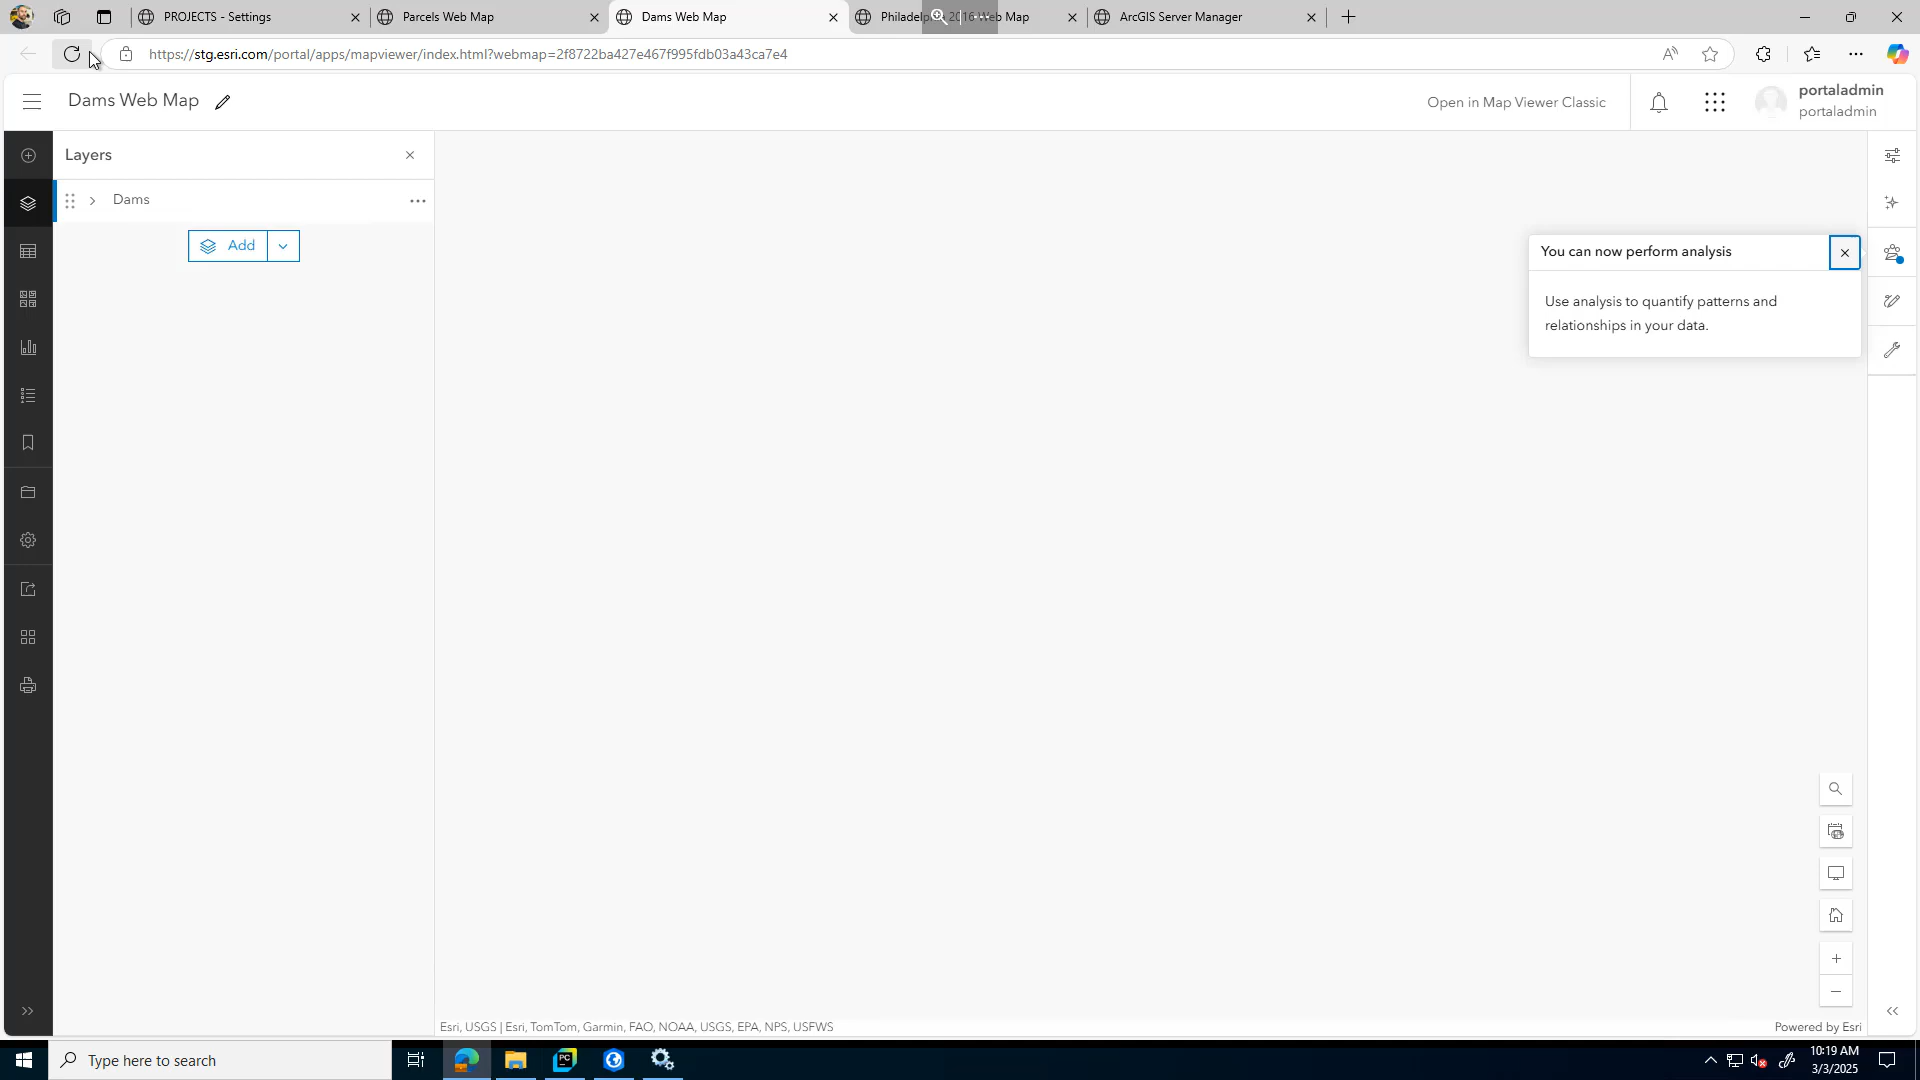 PROJECTS - Settings
Parcels Web Map
Dams Web Map
Philadelp 2016 Web Map
ArcGIS Server Manager
https://stg.esri.com/portal/apps/mapviewer/index.html?webmap=2f8722ba427e467f995fdb03a43ca7e4
Dams Web Map
Open in Map Viewer Classic
portaladmin
portaladmin
Layers
Dams
Add
You can now perform analysis
Use analysis to quantify patterns and
relationships in your data.
Esri, USGS | Esri, TomTom, Garmin, FAO, NOAA, USGS, EPA, NPS, USFWS
Powered by Esri
Type here to search
PC
10:19 AM
3/3/2025